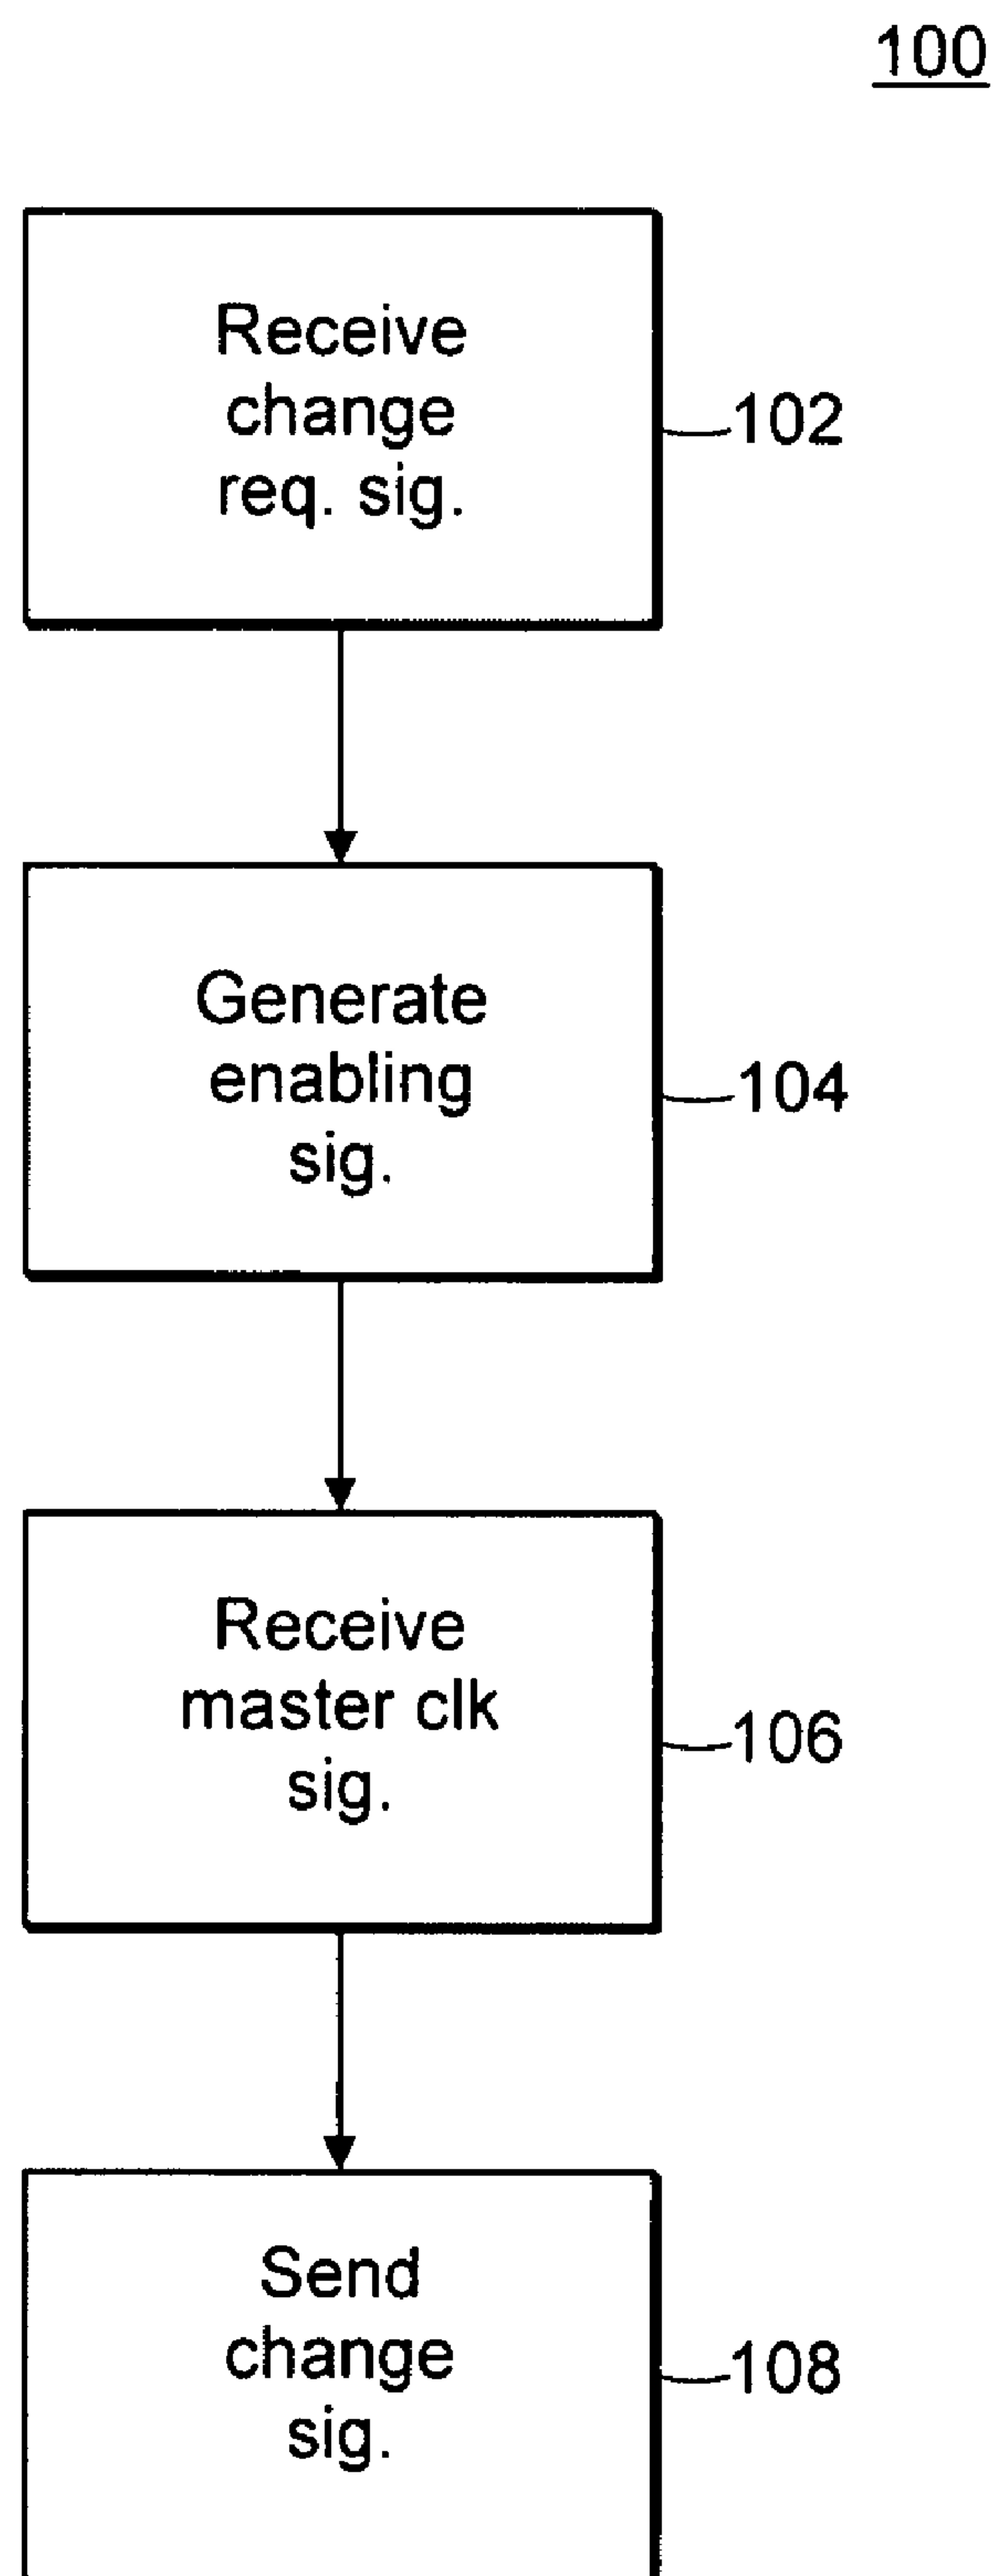 100
Receive
change
req. sig.
102
Generate
enabling
sig.
104
Receive
master clk
sig.
106
Send
change
sig.
108